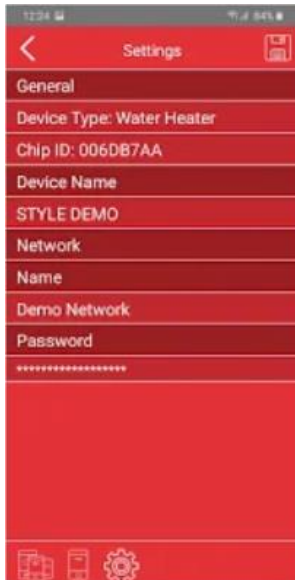 12:24 84%
Settings
General
Device Type: Water Heater
Chip ID: 006DB7AA
Device Name
STYLE DEMO
Network
Name
Demo Network
Password
*******************